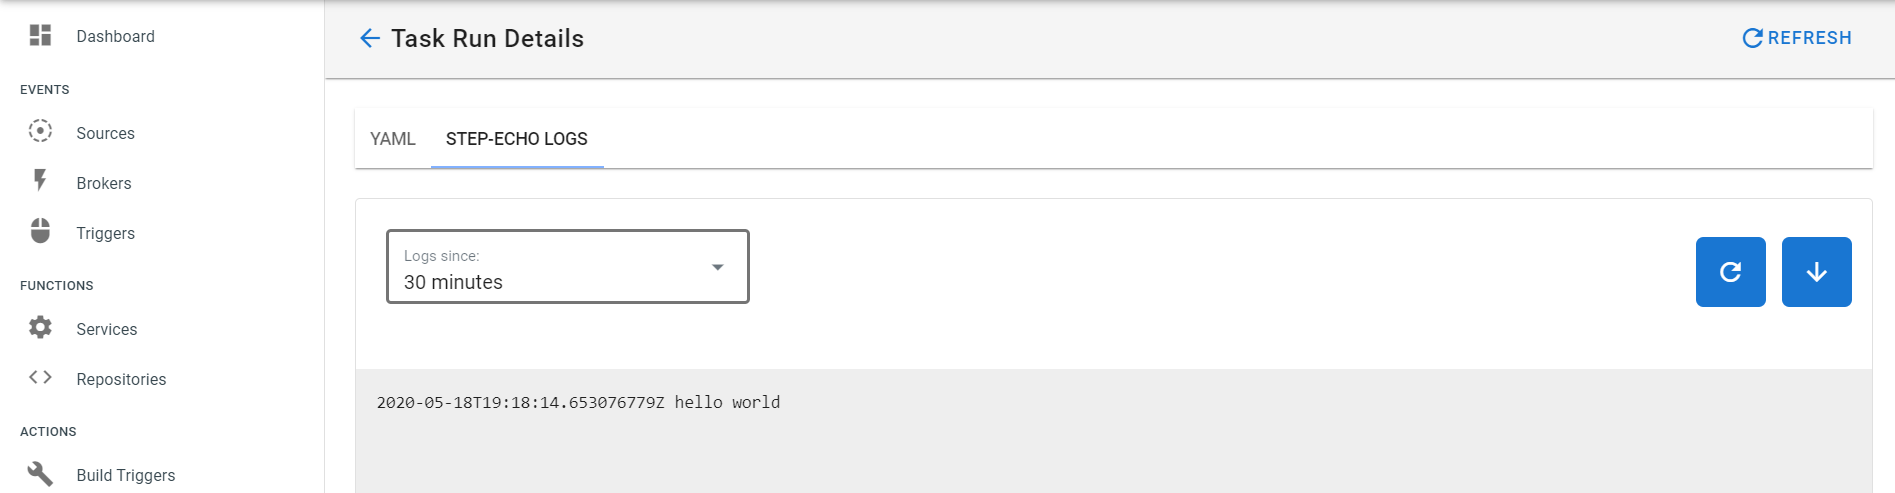 Dashboard
EVENTS
Sources
Brokers
Triggers
FUNCTIONS
Services
Repositories
ACTIONS
Build Triggers
Task Run Details
REFRESH
YAML
STEP-ECHO LOGS
Logs since:
30 minutes
2020-05-18T19:18:14.653076779Z hello world